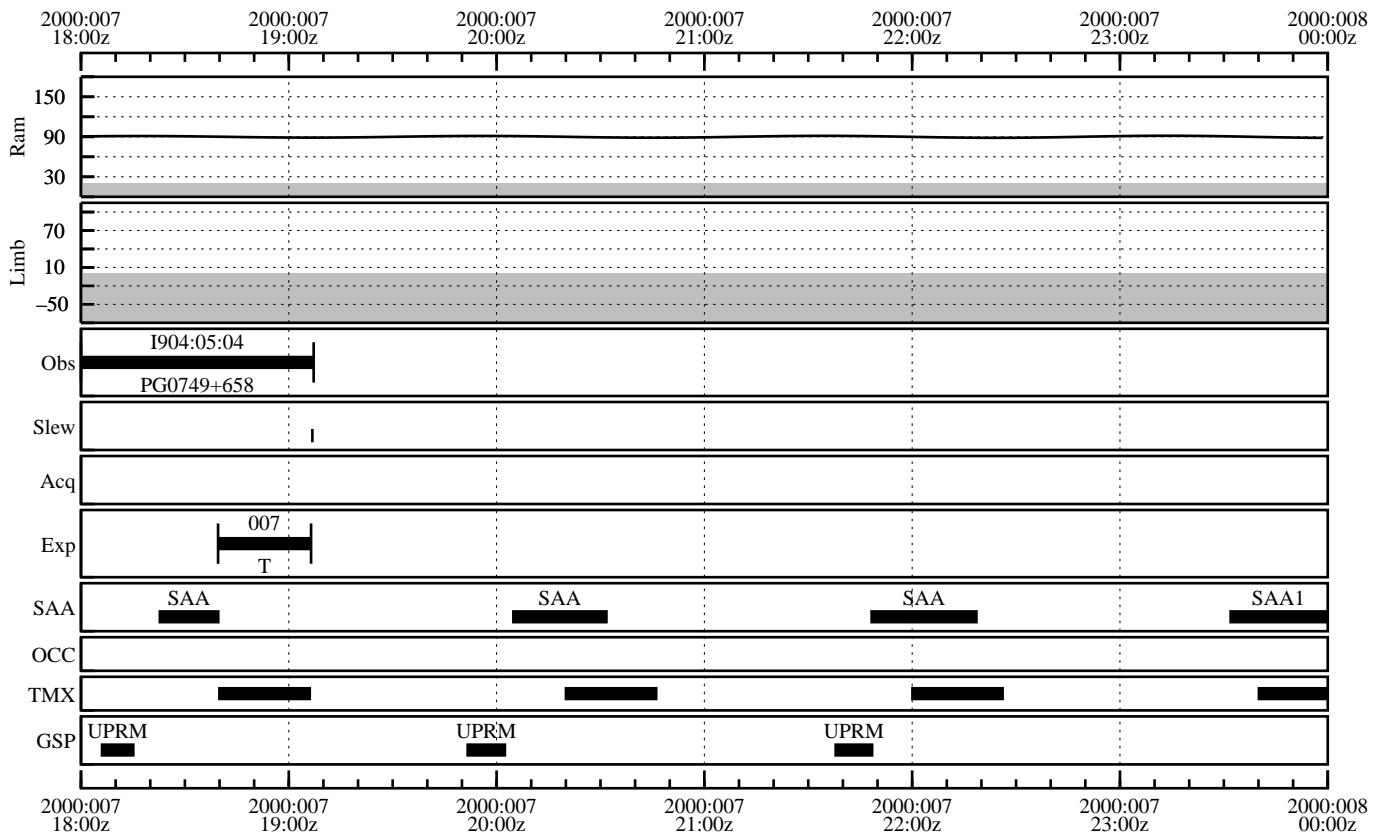 2000:007 2000:007 2000:007 2000:007 2000:007 2000:007 2000:008
18:00z 19:00z 20:00z 21:00z 22:00z 23:00z 00:00z
150
Ram 90
30
70
Limb 10
−50
I904:05:04
Obs
PG0749+658
Slew
Acq
007
Exp
T
SAA SAA SAA SAA1
SAA
OCC
TMX
UPRM UPRM UPRM
GSP
2000:007 2000:007 2000:007 2000:007 2000:007 2000:007 2000:008
18:00z 19:00z 20:00z 21:00z 22:00z 23:00z 00:00z